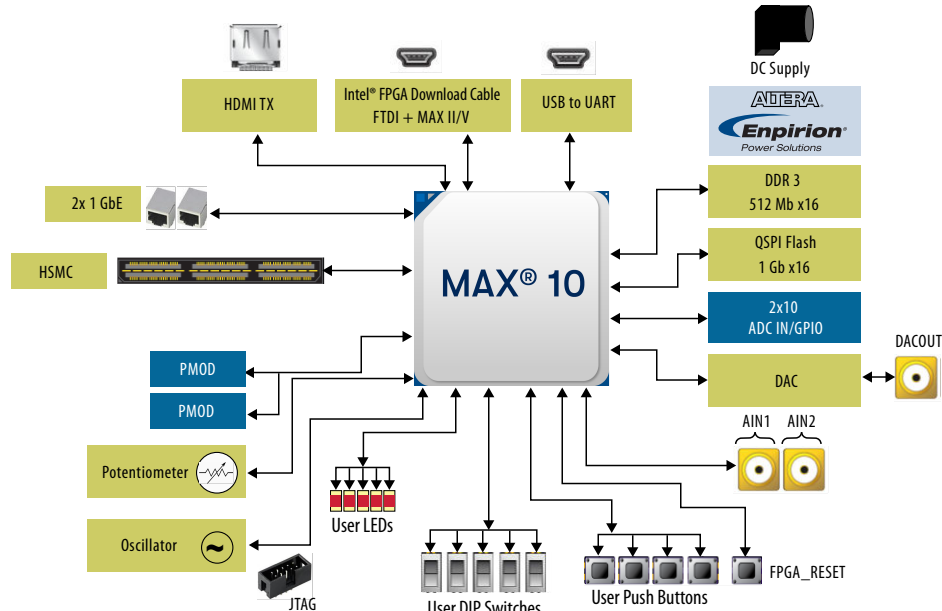 DC Supply
HDMI TX
Intel® FPGA Download Cable
FTDI + MAX II/V
USB to UART
ALTERA.
Enpirion®
Power Solutions
2x 1 GbE
DDR 3
512 Mb x16
HSMC
QSPI Flash
1 Gb x16
MAX® 10
2x10
ADC IN/GPIO
DACOUT
PMOD
DAC
PMOD
AIN1
AIN2
Potentiometer
User LEDs
Oscillator
JTAG
User DIP Switches
User Push Buttons
FPGA_RESET